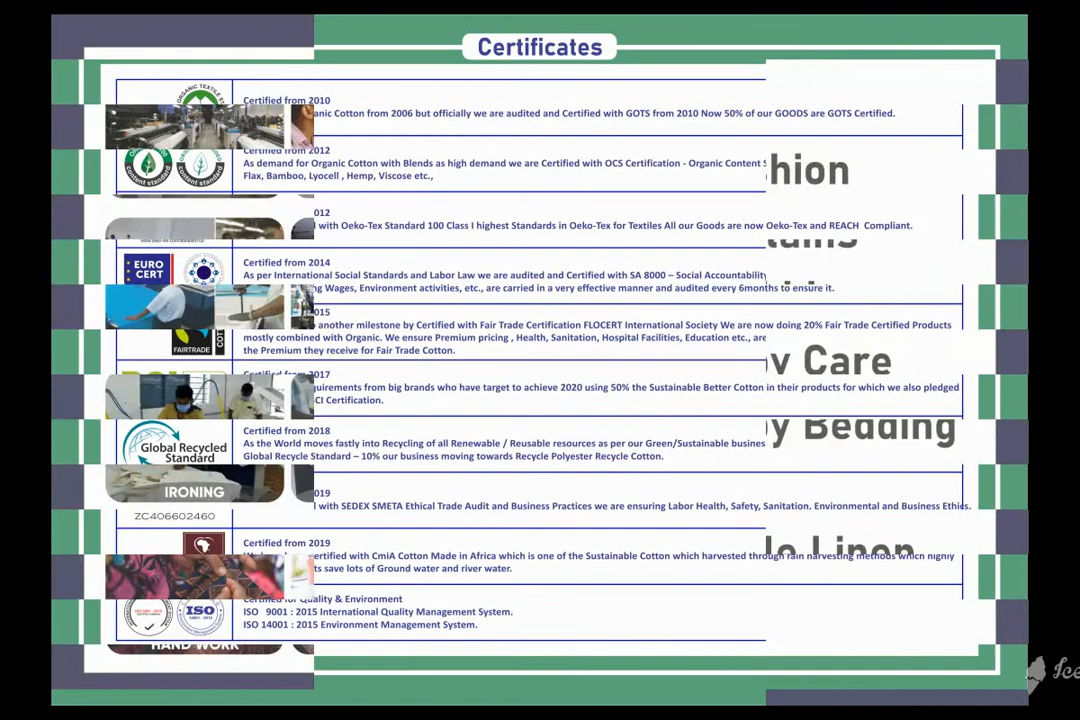 Certificates
Certified from 2010
anic Cotton from 2006 but officially we are audited and Certified with GOTS from 2010 Now 50% of our GOODS are GOTS Certified.
Certified from 2012
As demand for Organic Cotton with Blends as high demand we are Certified with OCS Certification - Organic Content S
Flax, Bamboo, Lyocell , Hemp, Viscose etc.,
hion
012
with Oeko-Tex Standard 100 Class I highest Standards in Oeko-Tex for Textiles All our Goods are now Oeko-Tex and REACH Compliant.
EURO
CERT
Certified from 2014
As per International Social Standards and Labor Law we are audited and Certified with SA 8000 – Social Accountability
ng Wages, Environment activities, etc., are carried in a very effective manner and audited every 6months to ensure it.
015
another milestone by Certified with Fair Trade Certification FLOCERT International Society We are now doing 20% Fair Trade Certified Products
mostly combined with Organic. We ensure Premium pricing , Health, Sanitation, Hospital Facilities, Education etc., are
the Premium they receive for Fair Trade Cotton.
FAIRTRADE
y Care
Certified from 2017
quirements from big brands who have target to achieve 2020 using 50% the Sustainable Better Cotton in their products for which we also pledged
CI Certification.
Global Recycled
Standard
Certified from 2018
As the World moves fastly into Recycling of all Renewable / Reusable resources as per our Green/Sustainable busines
Global Recycle Standard – 10% our business moving towards Recycle Polyester Recycle Cotton.
y Bedding
IRONING
019
with SEDEX SMETA Ethical Trade Audit and Business Practices we are ensuring Labor Health, Safety, Sanitation, Environmental and Business Ethics.
ZC406602460
Certified from 2019
ertified with CmiA Cotton Made in Africa which is one of the Sustainable Cotton which harvested through rain harvesting methods which highly
ts save lots of Ground water and river water.
le Linen
Certified for Quality & Environment
ISO 9001 : 2015 International Quality Management System.
ISO 14001 : 2015 Environment Management System.
ISO
HAND WORK
Ice